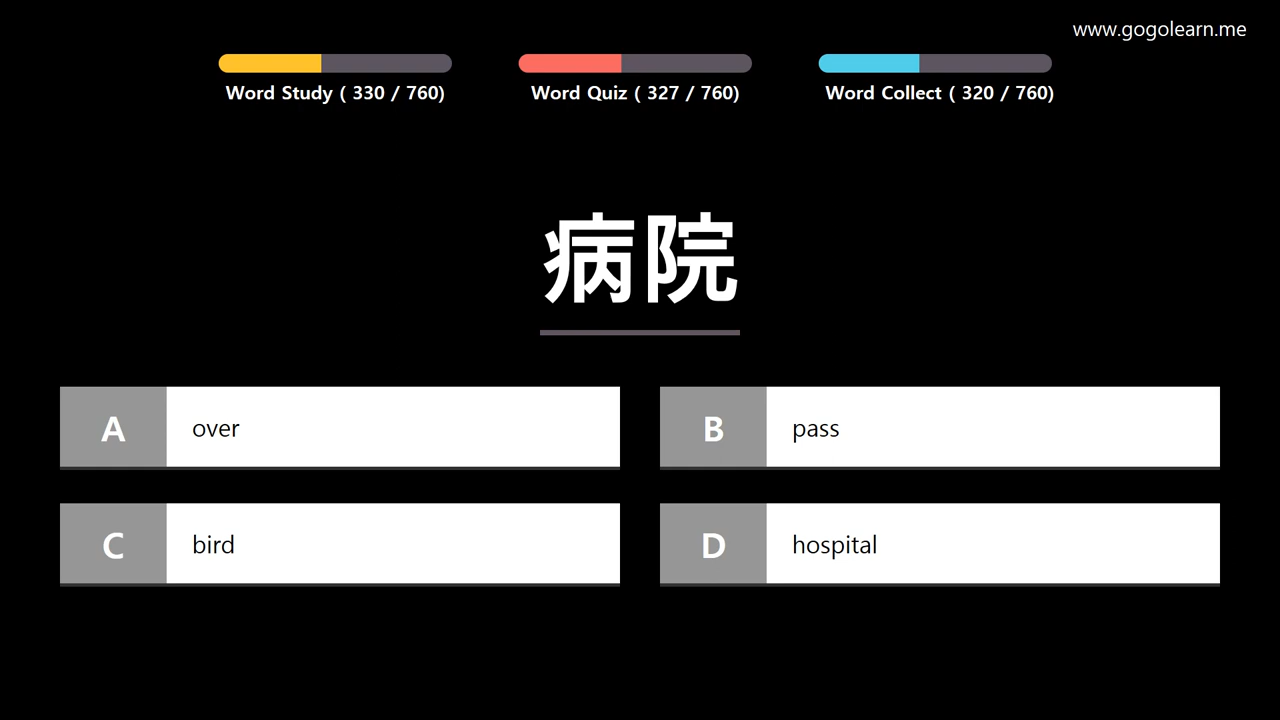 www.gogolearn.me
Word Study ( 330 / 760)
Word Quiz ( 327 / 760)
Word Collect ( 320 / 760)
病院
A over
B pass
C bird
D hospital